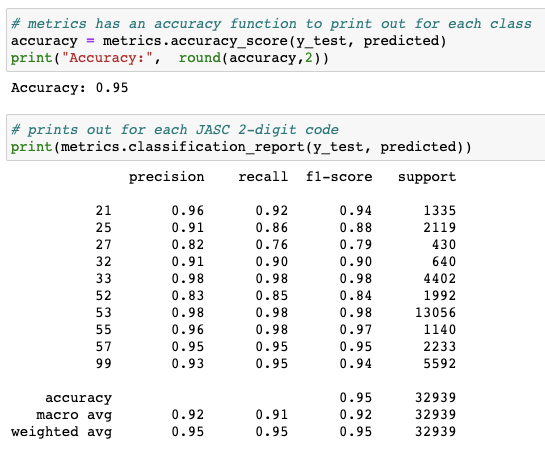 # metrics has an accuracy function to print out for each class
accuracy = metrics.accuracy_score(y_test, predicted)
print("Accuracy:",  round(accuracy,2))
Accuracy: 0.95
# prints out for each JASC 2-digit code
print(metrics.classification_report(y_test, predicted))
precision recall f1-score support
21 0.96 0.92 0.94 1335
25 0.91 0.86 0.88 2119
27 0.82 0.76 0.79 430
32 0.91 0.90 0.90 640
33 0.98 0.98 0.98 4402
52 0.83 0.85 0.84 1992
53 0.98 0.98 0.98 13056
55 0.96 0.98 0.97 1140
57 0.95 0.95 0.95 2233
99 0.93 0.95 0.94 5592
accuracy 0.95 32939
macro avg 0.92 0.91 0.92 32939
weighted avg 0.95 0.95 0.95 32939